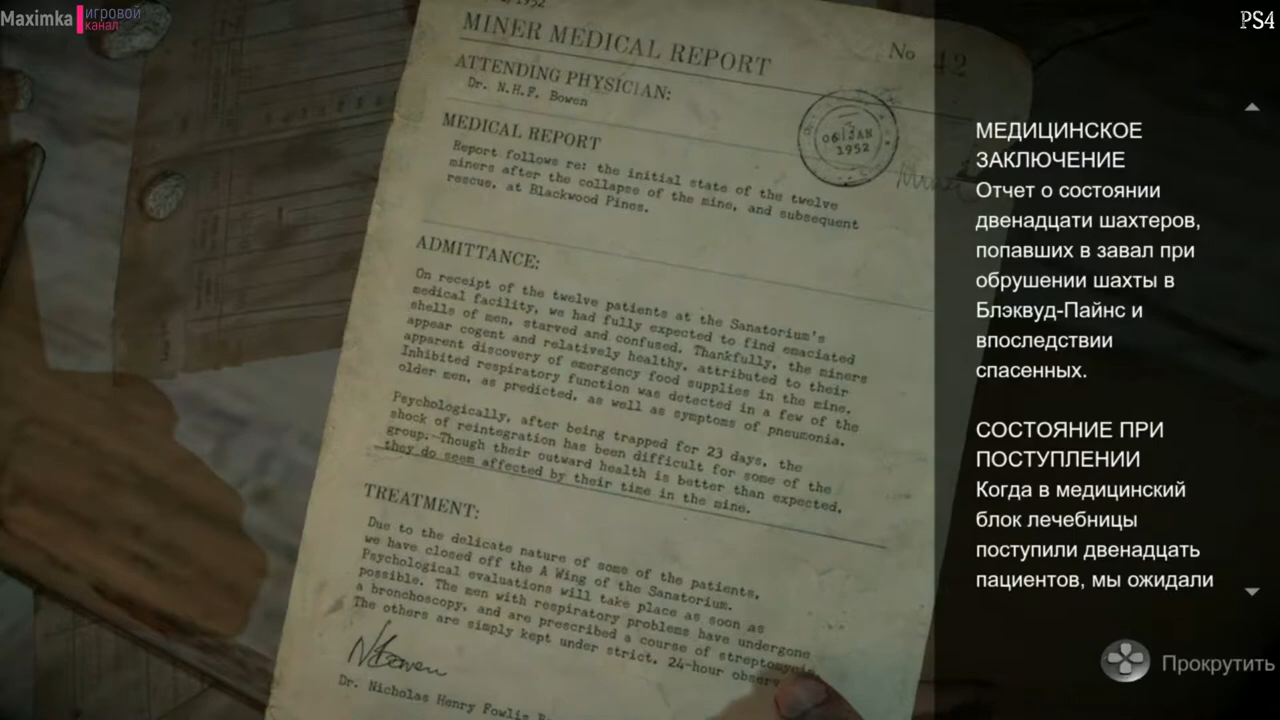 Maximka
игровой
канал
PS4
1952
MINER MEDICAL REPORT
No 42
ATTENDING PHYSICIAN:
Dr. N.H.F. Bowen
06 JAN
1952
MEDICAL REPORT
Report follows re: the initial state of the twelve
miners after the collapse of the mine, and subsequent
rescue, at Blackwood Pines.
ADMITTANCE:
On receipt of the twelve patients at the Sanatorium's
medical facility, we had fully expected to find emaciated
shells of men, starved and confused. Thankfully, the miners
appear cogent and relatively healthy, attributed to their
apparent discovery of emergency food supplies in the mine.
Inhibited respiratory function was detected in a few of the
older men, as predicted, as well as symptoms of pneumonia.
Psychologically, after being trapped for 23 days, the
shock of reintegration has been difficult for some of the
group. Though their outward health is better than expected,
they do seem affected by their time in the mine.
TREATMENT:
Due to the delicate nature of some of the patients,
we have closed off the A Wing of the Sanatorium.
Psychological evaluations will take place as soon as
possible. The men with respiratory problems have undergone
a bronchoscopy, and are prescribed a course of
The others are simply kept under strict, 24-hour
NBowen
Dr. Nicholas Henry Fowlis
МЕДИЦИНСКОЕ
ЗАКЛЮЧЕНИЕ
Отчет о состоянии
двенадцати шахтеров,
попавших в завал при
обрушении шахты в
Блэквуд-Пайнс и
впоследствии
спасенных.
СОСТОЯНИЕ ПРИ
ПОСТУПЛЕНИИ
Когда в медицинский
блок лечебницы
поступили двенадцать
пациентов, мы ожидали
Прокрутить